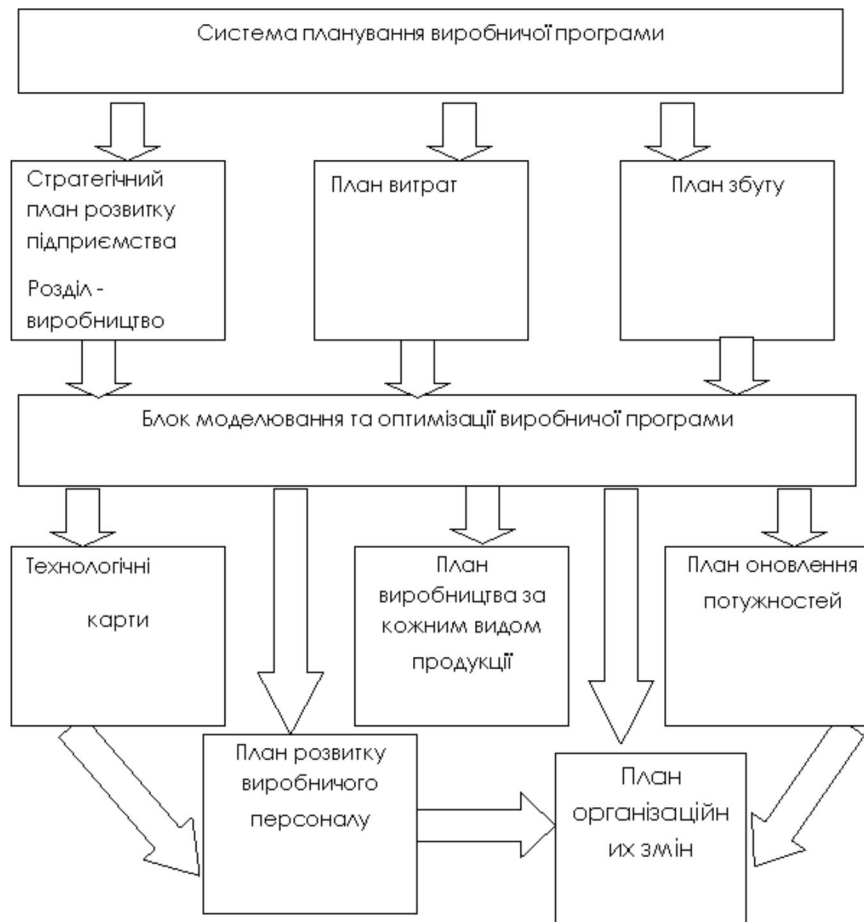 Система планування виробничої програми
Стратегічний
план розвитку
підприємства
Розділ -
виробництво
План витрат
План збуту
Блок моделювання та оптимізації виробничої програми
Технологічні
карти
План
виробництва за
кожним видом
продукції
План оновлення
потужностей
План розвитку
виробничого
персоналу
План
організаційн
их змін